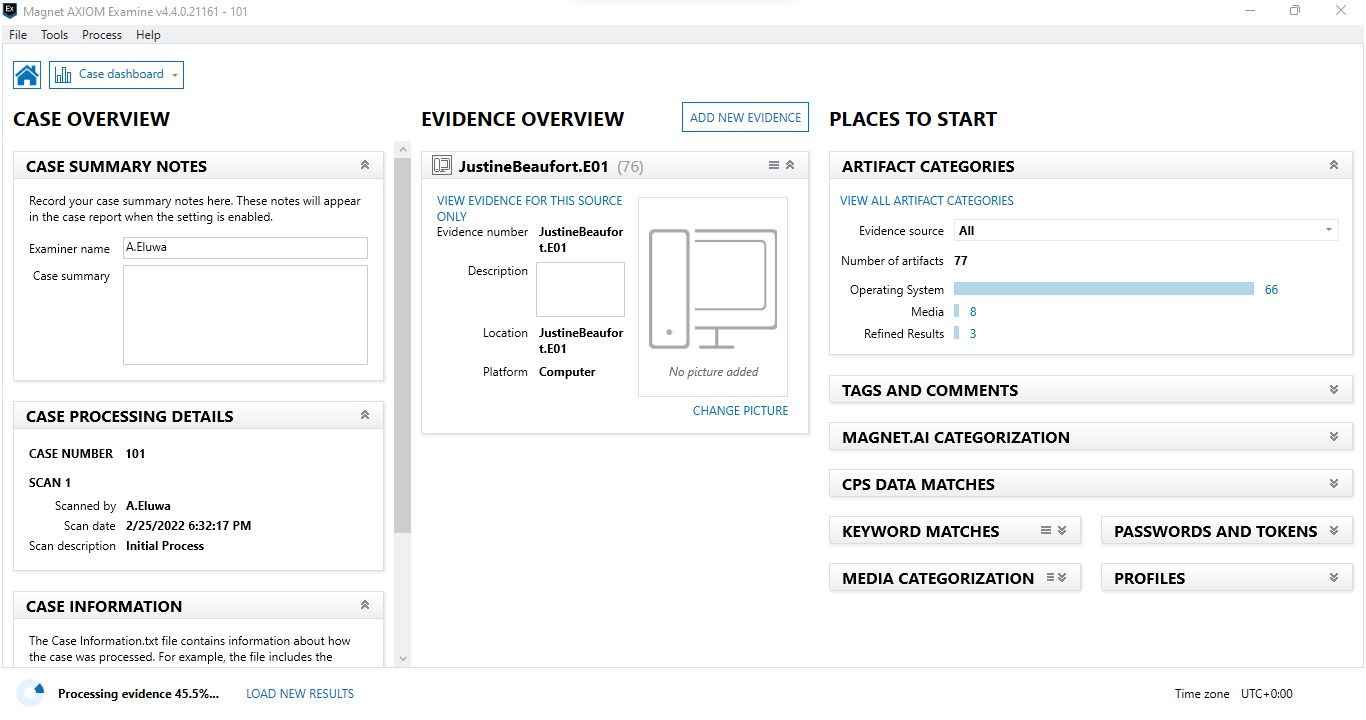 Ex Magnet AXIOM Examine v4.4.0.21161 - 101
File Tools Process Help
Case dashboard
CASE OVERVIEW
CASE SUMMARY NOTES
Record your case summary notes here. These notes will appear
in the case report when the setting is enabled.
Examiner name A.Eluwa
Case summary
CASE PROCESSING DETAILS
CASE NUMBER 101
SCAN 1
Scanned by A.Eluwa
Scan date 2/25/2022 6:32:17 PM
Scan description Initial Process
CASE INFORMATION
The Case Information.txt file contains information about how
the case was processed. For example, the file includes the
EVIDENCE OVERVIEW
ADD NEW EVIDENCE
JustineBeaufort.E01 (76)
VIEW EVIDENCE FOR THIS SOURCE
ONLY
Evidence number JustineBeaufor
t.E01
Description
Location JustineBeaufor
t.E01
Platform Computer
No picture added
CHANGE PICTURE
PLACES TO START
ARTIFACT CATEGORIES
VIEW ALL ARTIFACT CATEGORIES
Evidence source All
Number of artifacts 77
Operating System 66
Media 8
Refined Results 3
TAGS AND COMMENTS
MAGNET.AI CATEGORIZATION
CPS DATA MATCHES
KEYWORD MATCHES
PASSWORDS AND TOKENS
MEDIA CATEGORIZATION
PROFILES
Processing evidence 45.5%... LOAD NEW RESULTS
Time zone UTC+0:00